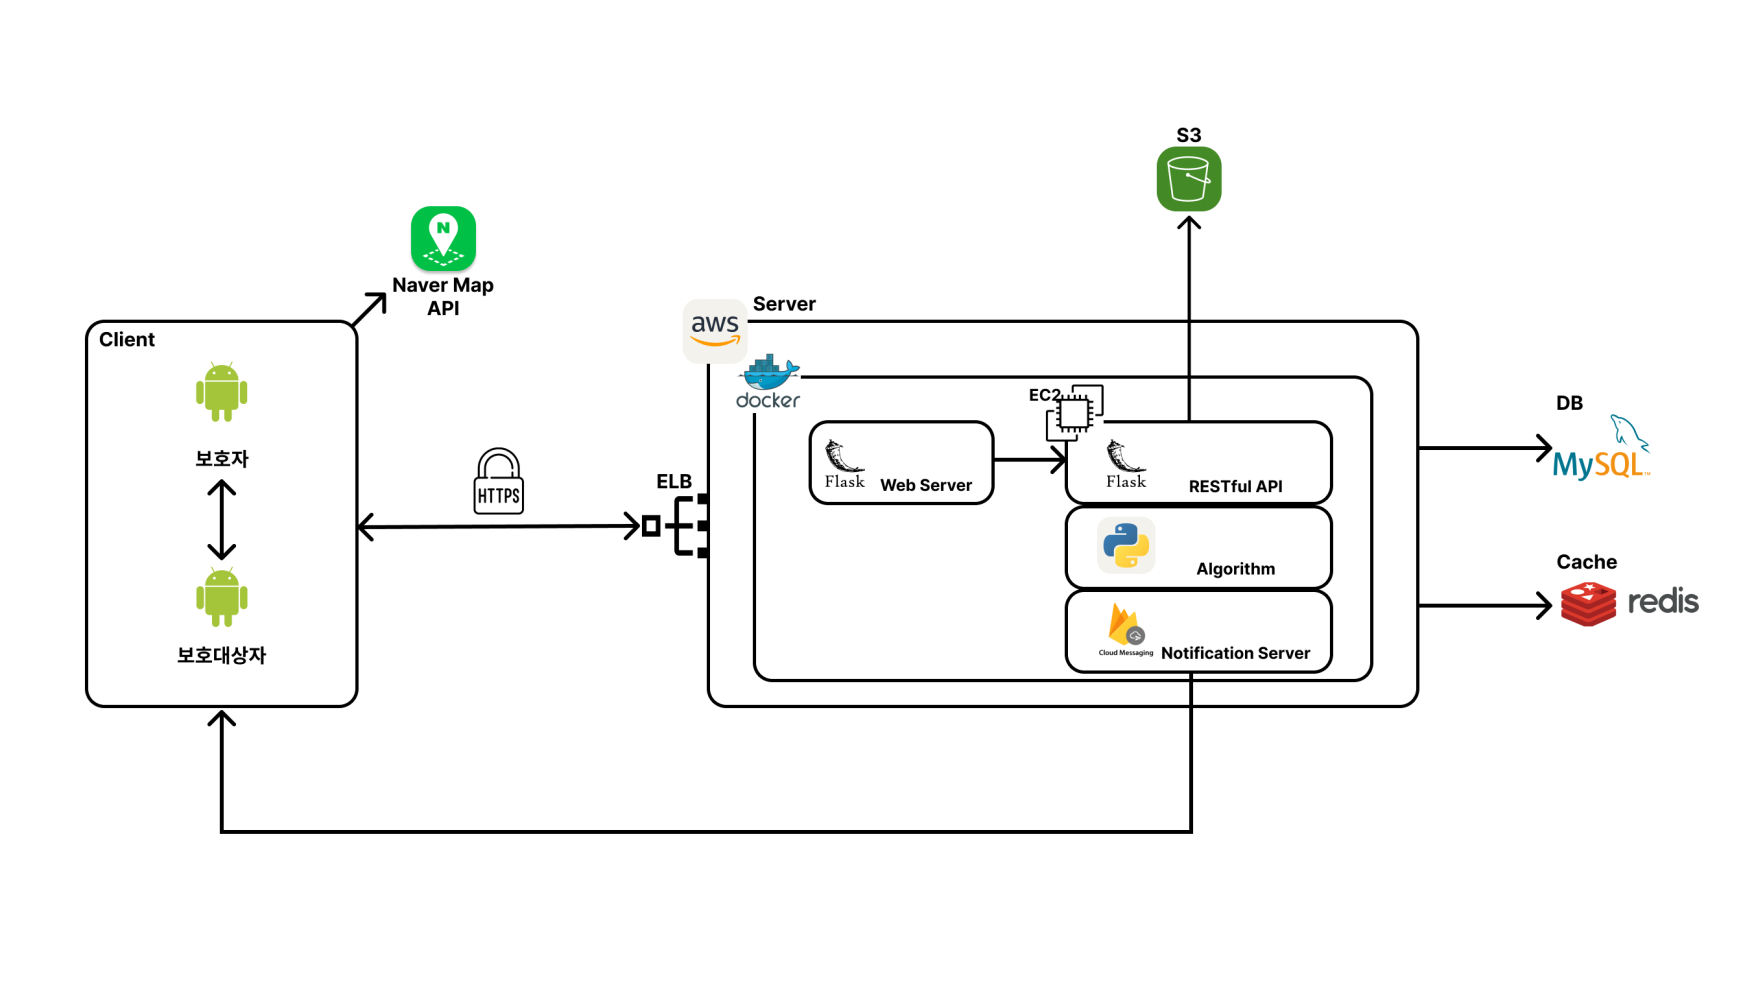 S3
N
Naver Map
API
Client
보호자
보호대상자
HTTPS
ELB
aws
Server
docker
EC2
Flask
Web Server
Flask
RESTful API
Algorithm
Cloud Messaging
Notification Server
DB
MySQL™
Cache
redis